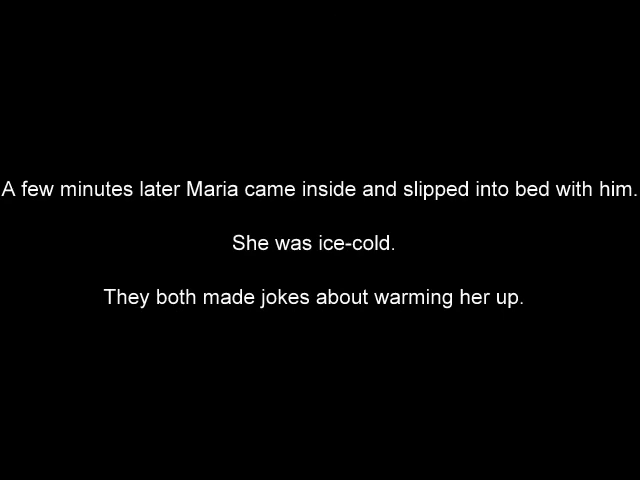 A few minutes later Maria came inside and slipped into bed with him.
She was ice-cold.
They both made jokes about warming her up.